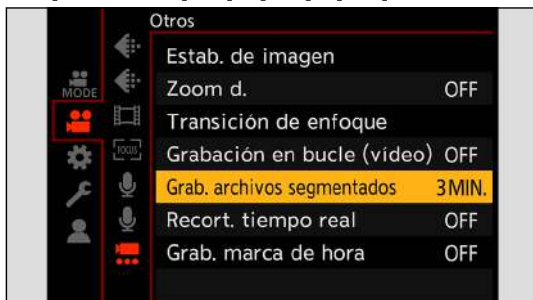 Otros
Estab. de imagen
MODE
Zoom d. OFF
Transición de enfoque
FOCUS
Grabación en bucle (vídeo) OFF
Grab. archivos segmentados 3MIN.
Recort. tiempo real OFF
Grab. marca de hora OFF